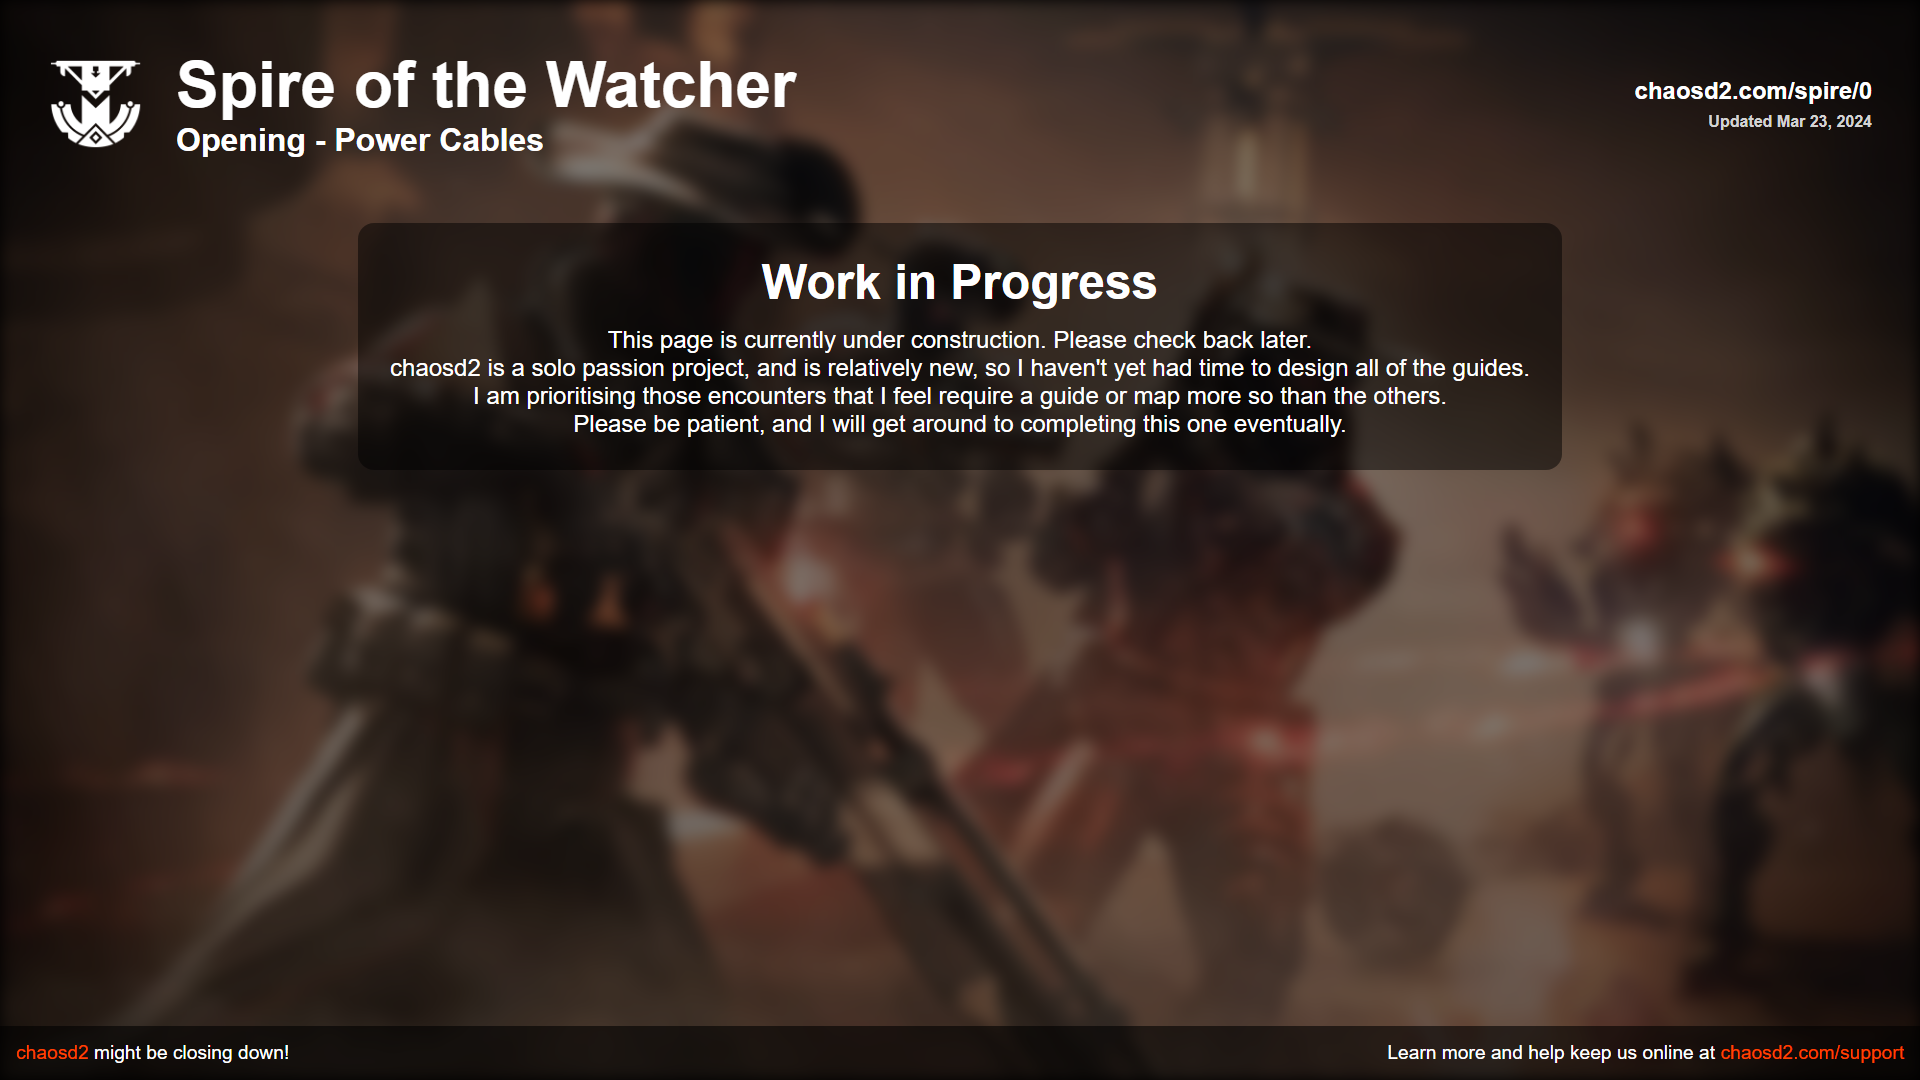 Spire of the Watcher
Opening - Power Cables
chaosd2.com/spire/0
Updated Mar 23, 2024
Work in Progress
This page is currently under construction. Please check back later.
chaosd2 is a solo passion project, and is relatively new, so I haven't yet had time to design all of the guides.
I am prioritising those encounters that I feel require a guide or map more so than the others.
Please be patient, and I will get around to completing this one eventually.
chaosd2 might be closing down!
Learn more and help keep us online at chaosd2.com/support